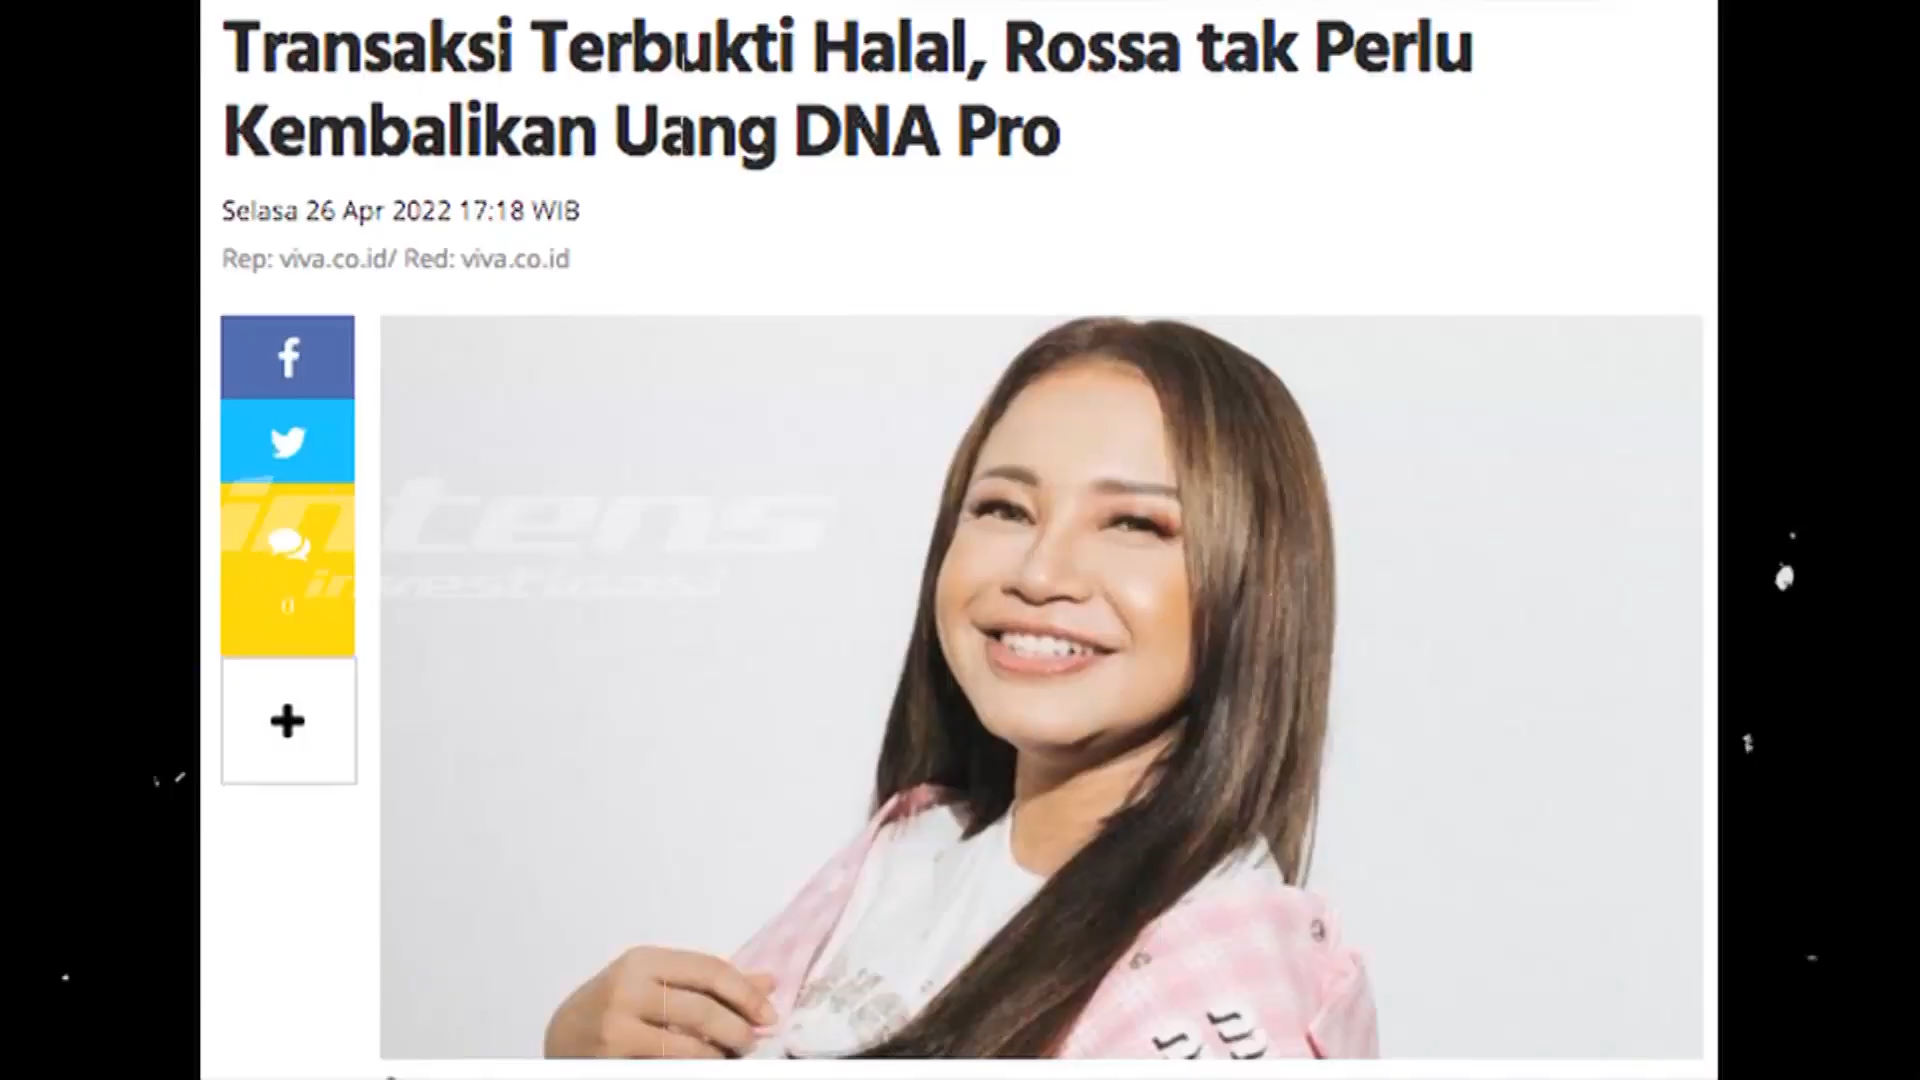 Transaksi Terbukti Halal, Rossa tak Perlu
Kembalikan Uang DNA Pro
Selasa 26 Apr 2022 17:18 WIB
Rep: viva.co.id/ Red: viva.co.id
intens
investigasi
0